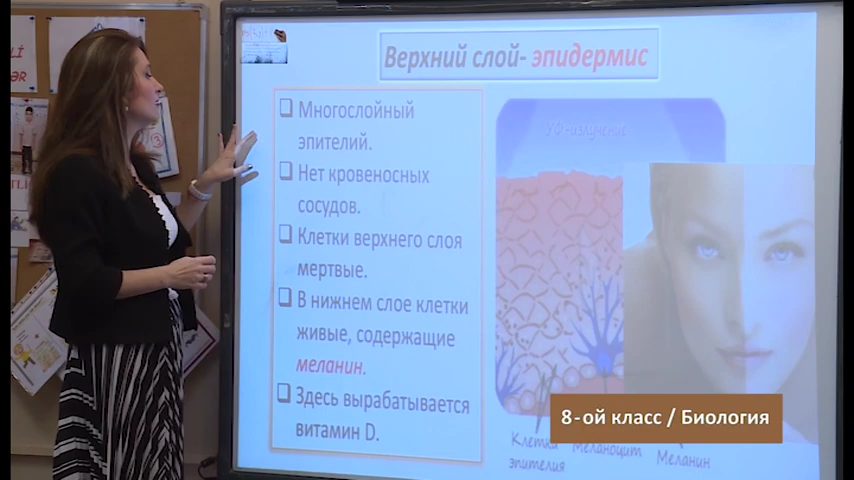 Верхний слой- эпидермис
❑ Многослойный
эпителий.
❑ Нет кровеносных
сосудов.
❑ Клетки верхнего слоя
мертвые.
❑ В нижнем слое клетки
живые, содержащие
меланин.
❑ Здесь вырабатывается
витамин D.
УФ-излучение
Клетки Меланоцит Меланин
эпителия
8-ой класс / Биология